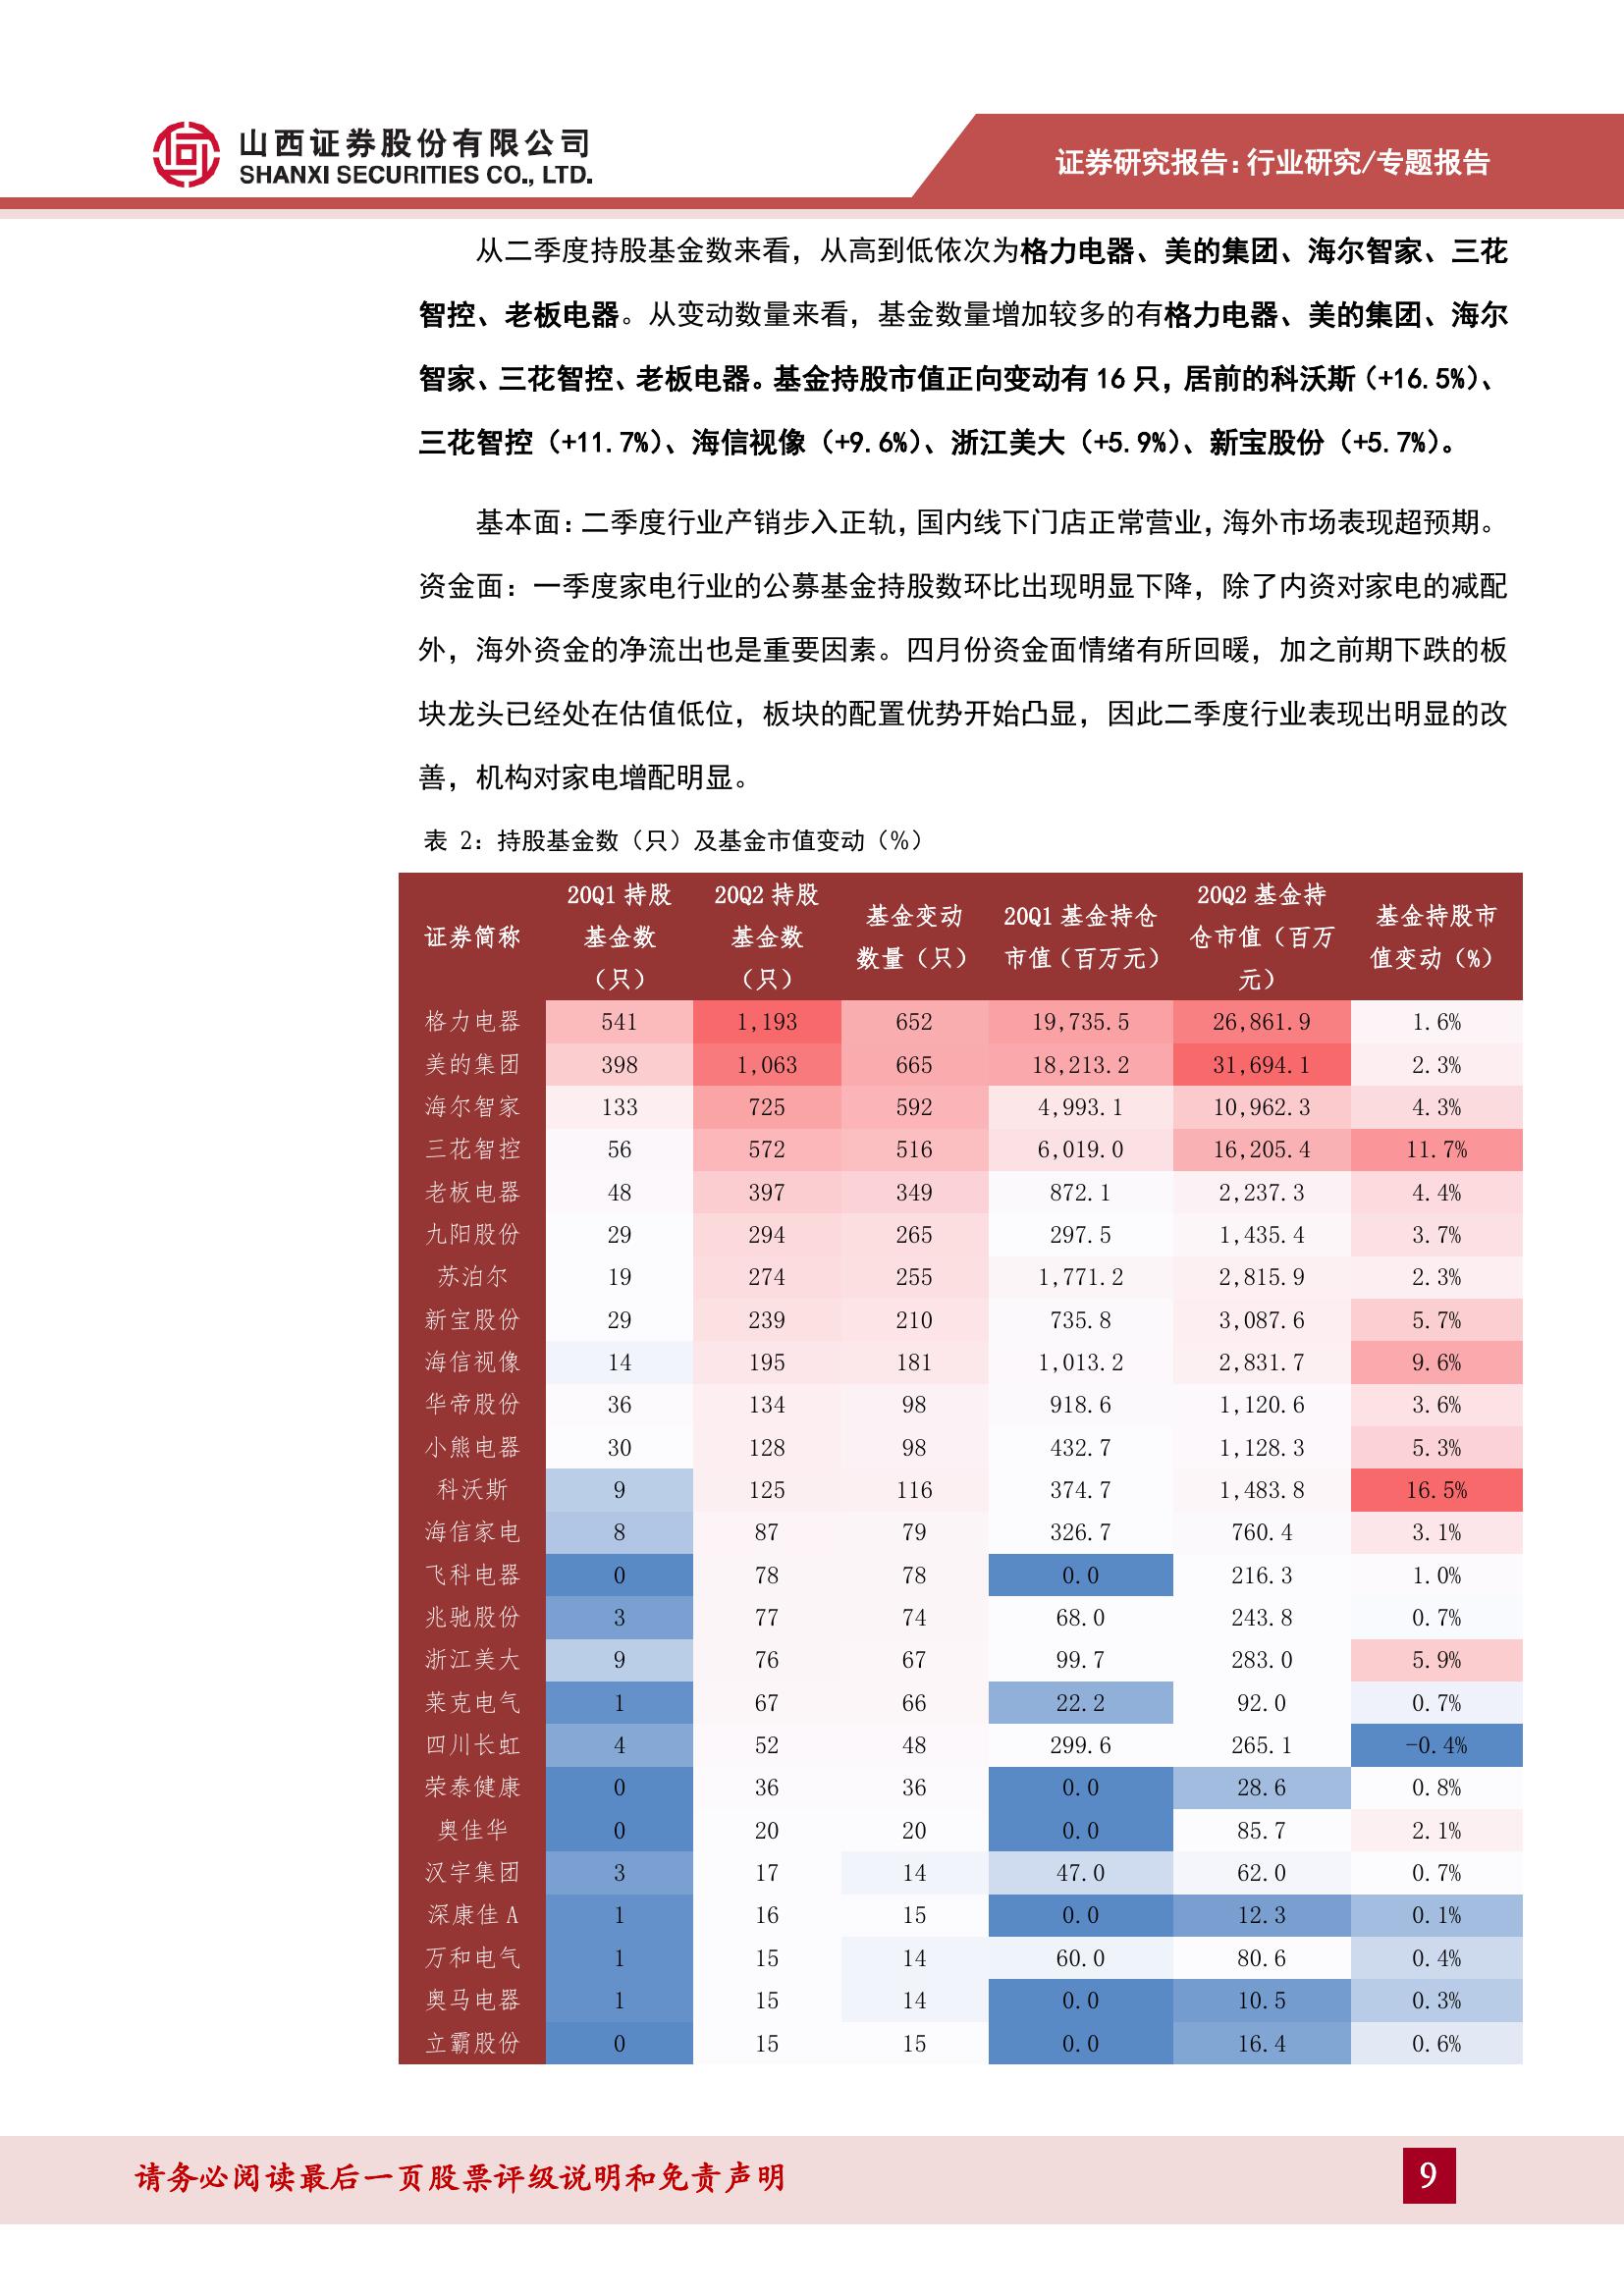 山西证券股份有限公司
SHANXI SECURITIES CO., LTD.
证券研究报告：行业研究/专题报告
从二季度持股基金数来看，从高到低依次为格力电器、美的集团、海尔智家、三花
智控、老板电器。从变动数量来看，基金数量增加较多的有格力电器、美的集团、海尔
智家、三花智控、老板电器。基金持股市值正向变动有 16 只，居前的科沃斯（+16.5%）、
三花智控（+11.7%）、海信视像（+9.6%）、浙江美大（+5.9%）、新宝股份（+5.7%）。
基本面：二季度行业产销步入正轨，国内线下门店正常营业，海外市场表现超预期。
资金面：一季度家电行业的公募基金持股数环比出现明显下降，除了内资对家电的减配
外，海外资金的净流出也是重要因素。四月份资金面情绪有所回暖，加之前期下跌的板
块龙头已经处在估值低位，板块的配置优势开始凸显，因此二季度行业表现出明显的改
善，机构对家电增配明显。
表 2：持股基金数（只）及基金市值变动（%）
证券简称 20Q1 持股基金数（只） 20Q2 持股基金数（只） 基金变动数量（只） 20Q1 基金持仓市值（百万元） 20Q2 基金持仓市值（百万元） 基金持股市值变动（%）
格力电器 541 1,193 652 19,735.5 26,861.9 1.6%
美的集团 398 1,063 665 18,213.2 31,694.1 2.3%
海尔智家 133 725 592 4,993.1 10,962.3 4.3%
三花智控 56 572 516 6,019.0 16,205.4 11.7%
老板电器 48 397 349 872.1 2,237.3 4.4%
九阳股份 29 294 265 297.5 1,435.4 3.7%
苏泊尔 19 274 255 1,771.2 2,815.9 2.3%
新宝股份 29 239 210 735.8 3,087.6 5.7%
海信视像 14 195 181 1,013.2 2,831.7 9.6%
华帝股份 36 134 98 918.6 1,120.6 3.6%
小熊电器 30 128 98 432.7 1,128.3 5.3%
科沃斯 9 125 116 374.7 1,483.8 16.5%
海信家电 8 87 79 326.7 760.4 3.1%
飞科电器 0 78 78 0.0 216.3 1.0%
兆驰股份 3 77 74 68.0 243.8 0.7%
浙江美大 9 76 67 99.7 283.0 5.9%
莱克电气 1 67 66 22.2 92.0 0.7%
四川长虹 4 52 48 299.6 265.1 -0.4%
荣泰健康 0 36 36 0.0 28.6 0.8%
奥佳华 0 20 20 0.0 85.7 2.1%
汉宇集团 3 17 14 47.0 62.0 0.7%
深康佳 A 1 16 15 0.0 12.3 0.1%
万和电气 1 15 14 60.0 80.6 0.4%
奥马电器 1 15 14 0.0 10.5 0.3%
立霸股份 0 15 15 0.0 16.4 0.6%
请务必阅读最后一页股票评级说明和免责声明
9